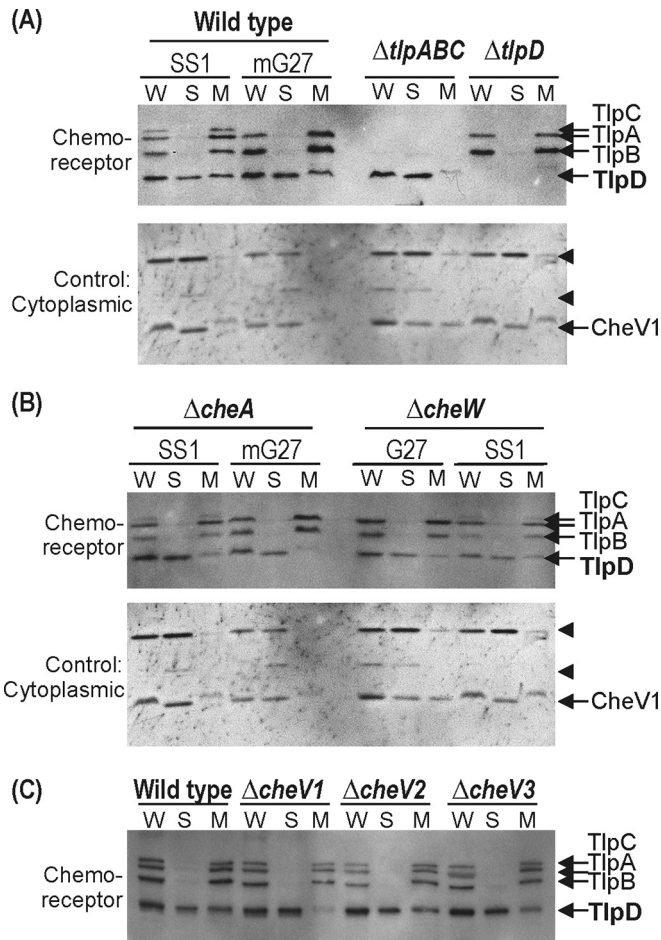 (A)
Wild type
SS1 mG27 ΔtlpABC ΔtlpD
W S M W S M W S M W S M
Chemo-
receptor
TlpC
TlpA
TlpB
TlpD
Control:
Cytoplasmic
CheV1
(B)
ΔcheA ΔcheW
SS1 mG27 G27 SS1
W S M W S M W S M W S M
Chemo-
receptor
TlpC
TlpA
TlpB
TlpD
Control:
Cytoplasmic
CheV1
(C)
Wild type ΔcheV1 ΔcheV2 ΔcheV3
W S M W S M W S M W S M
Chemo-
receptor
TlpC
TlpA
TlpB
TlpD